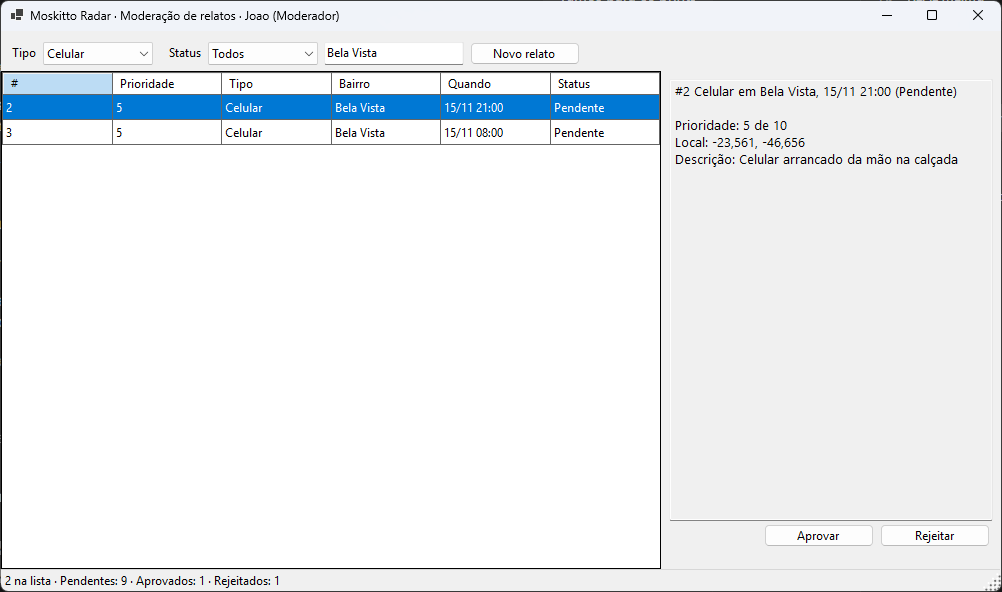 Moskitto Radar · Moderação de relatos · Joao (Moderador)
Tipo Celular Status Todos Bela Vista Novo relato
# Prioridade Tipo Bairro Quando Status
2 5 Celular Bela Vista 15/11 21:00 Pendente
3 5 Celular Bela Vista 15/11 08:00 Pendente
#2 Celular em Bela Vista, 15/11 21:00 (Pendente)
Prioridade: 5 de 10
Local: -23,561, -46,656
Descrição: Celular arrancado da mão na calçada
Aprovar Rejeitar
2 na lista · Pendentes: 9 · Aprovados: 1 · Rejeitados: 1